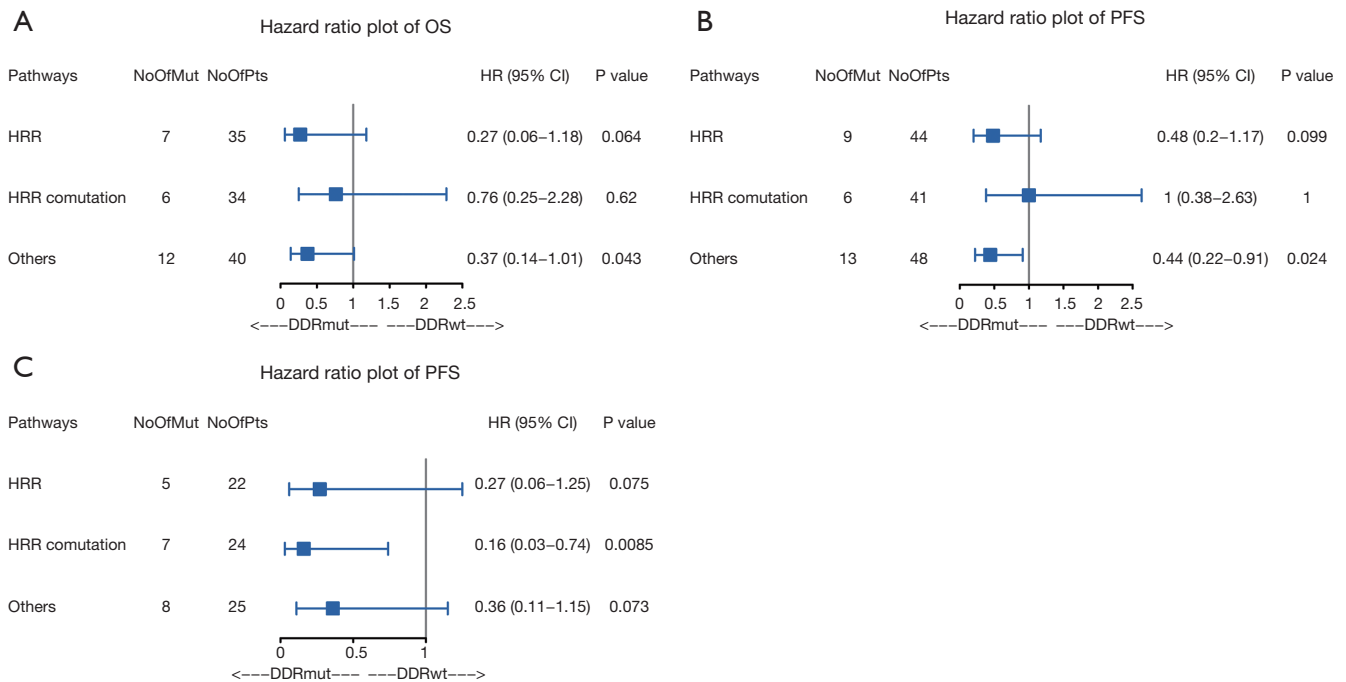 A
Hazard ratio plot of OS
Pathways NoOfMut NoOfPts HR (95% CI) P value
HRR 7 35 0.27 (0.06–1.18) 0.064
HRR comutation 6 34 0.76 (0.25–2.28) 0.62
Others 12 40 0.37 (0.14–1.01) 0.043
0 0.5 1 1.5 2 2.5
<---DDRmut--- ---DDRwt--->
B
Hazard ratio plot of PFS
Pathways NoOfMut NoOfPts HR (95% CI) P value
HRR 9 44 0.48 (0.2–1.17) 0.099
HRR comutation 6 41 1 (0.38–2.63) 1
Others 13 48 0.44 (0.22–0.91) 0.024
0 0.5 1 1.5 2 2.5
<---DDRmut--- ---DDRwt--->
C
Hazard ratio plot of PFS
Pathways NoOfMut NoOfPts HR (95% CI) P value
HRR 5 22 0.27 (0.06–1.25) 0.075
HRR comutation 7 24 0.16 (0.03–0.74) 0.0085
Others 8 25 0.36 (0.11–1.15) 0.073
0 0.5 1
<---DDRmut--- ---DDRwt--->